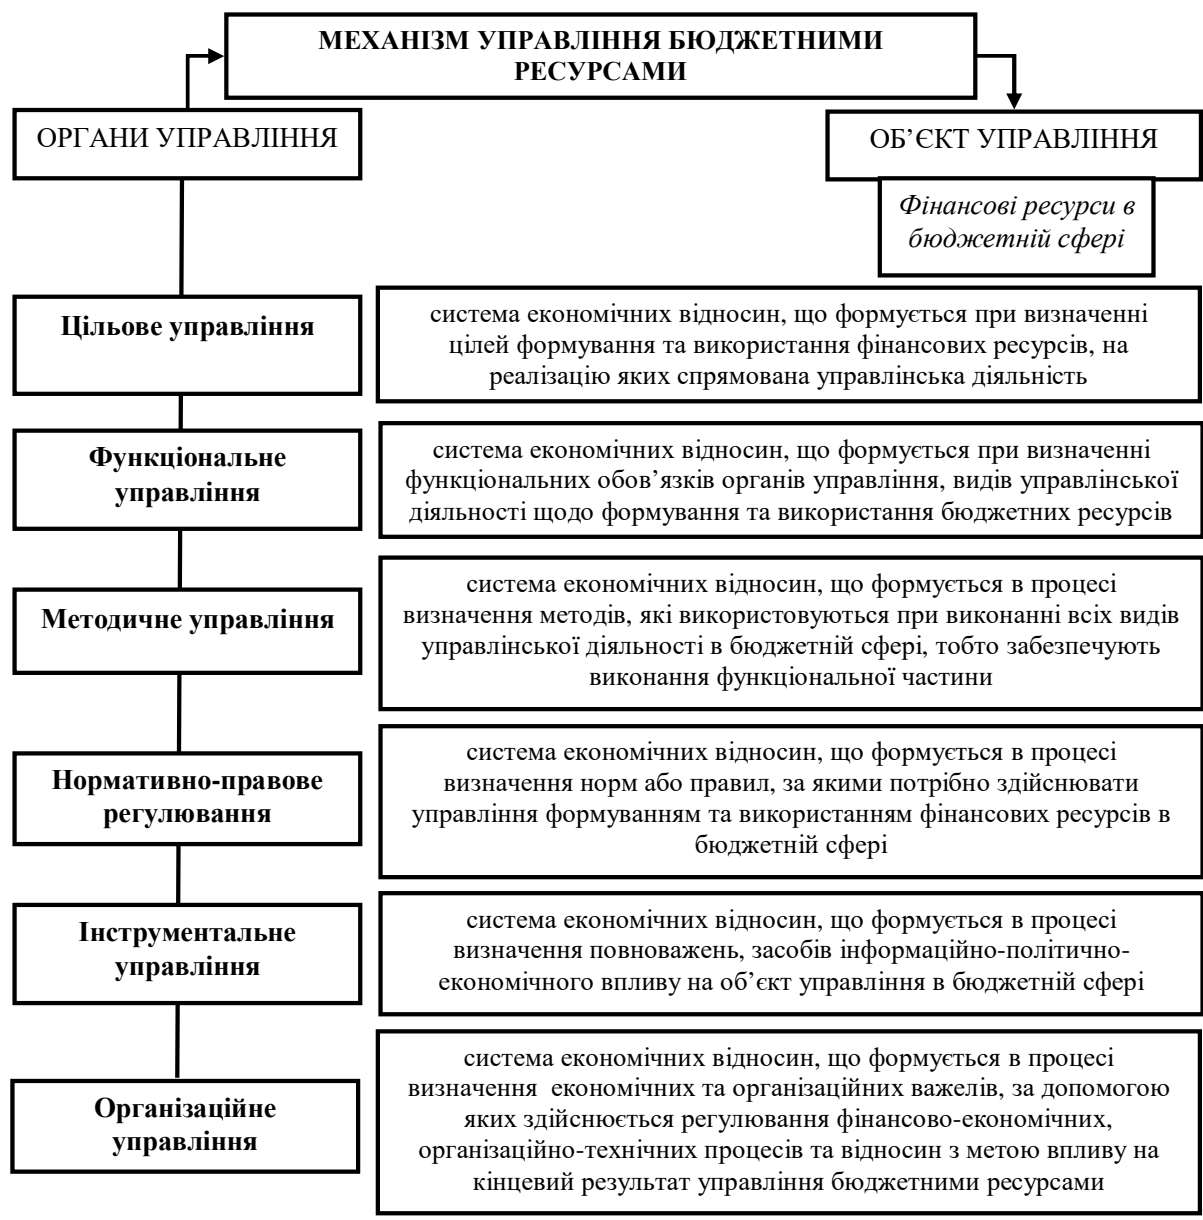 МЕХАНІЗМ УПРАВЛІННЯ БЮДЖЕТНИМИ
РЕСУРСАМИ
ОРГАНИ УПРАВЛІННЯ
ОБ’ЄКТ УПРАВЛІННЯ
Фінансові ресурси в
бюджетній сфері
Цільове управління
система економічних відносин, що формується при визначенні
цілей формування та використання фінансових ресурсів, на
реалізацію яких спрямована управлінська діяльність
Функціональне
управління
система економічних відносин, що формується при визначенні
функціональних обов’язків органів управління, видів управлінської
діяльності щодо формування та використання бюджетних ресурсів
Методичне управління
система економічних відносин, що формується в процесі
визначення методів, які використовуються при виконанні всіх видів
управлінської діяльності в бюджетній сфері, тобто забезпечують
виконання функціональної частини
Нормативно-правове
регулювання
система економічних відносин, що формується в процесі
визначення норм або правил, за якими потрібно здійснювати
управління формуванням та використанням фінансових ресурсів в
бюджетній сфері
Інструментальне
управління
система економічних відносин, що формується в процесі
визначення повноважень, засобів інформаційно-політично-
економічного впливу на об’єкт управління в бюджетній сфері
Організаційне
управління
система економічних відносин, що формується в процесі
визначення економічних та організаційних важелів, за допомогою
яких здійснюється регулювання фінансово-економічних,
організаційно-технічних процесів та відносин з метою впливу на
кінцевий результат управління бюджетними ресурсами